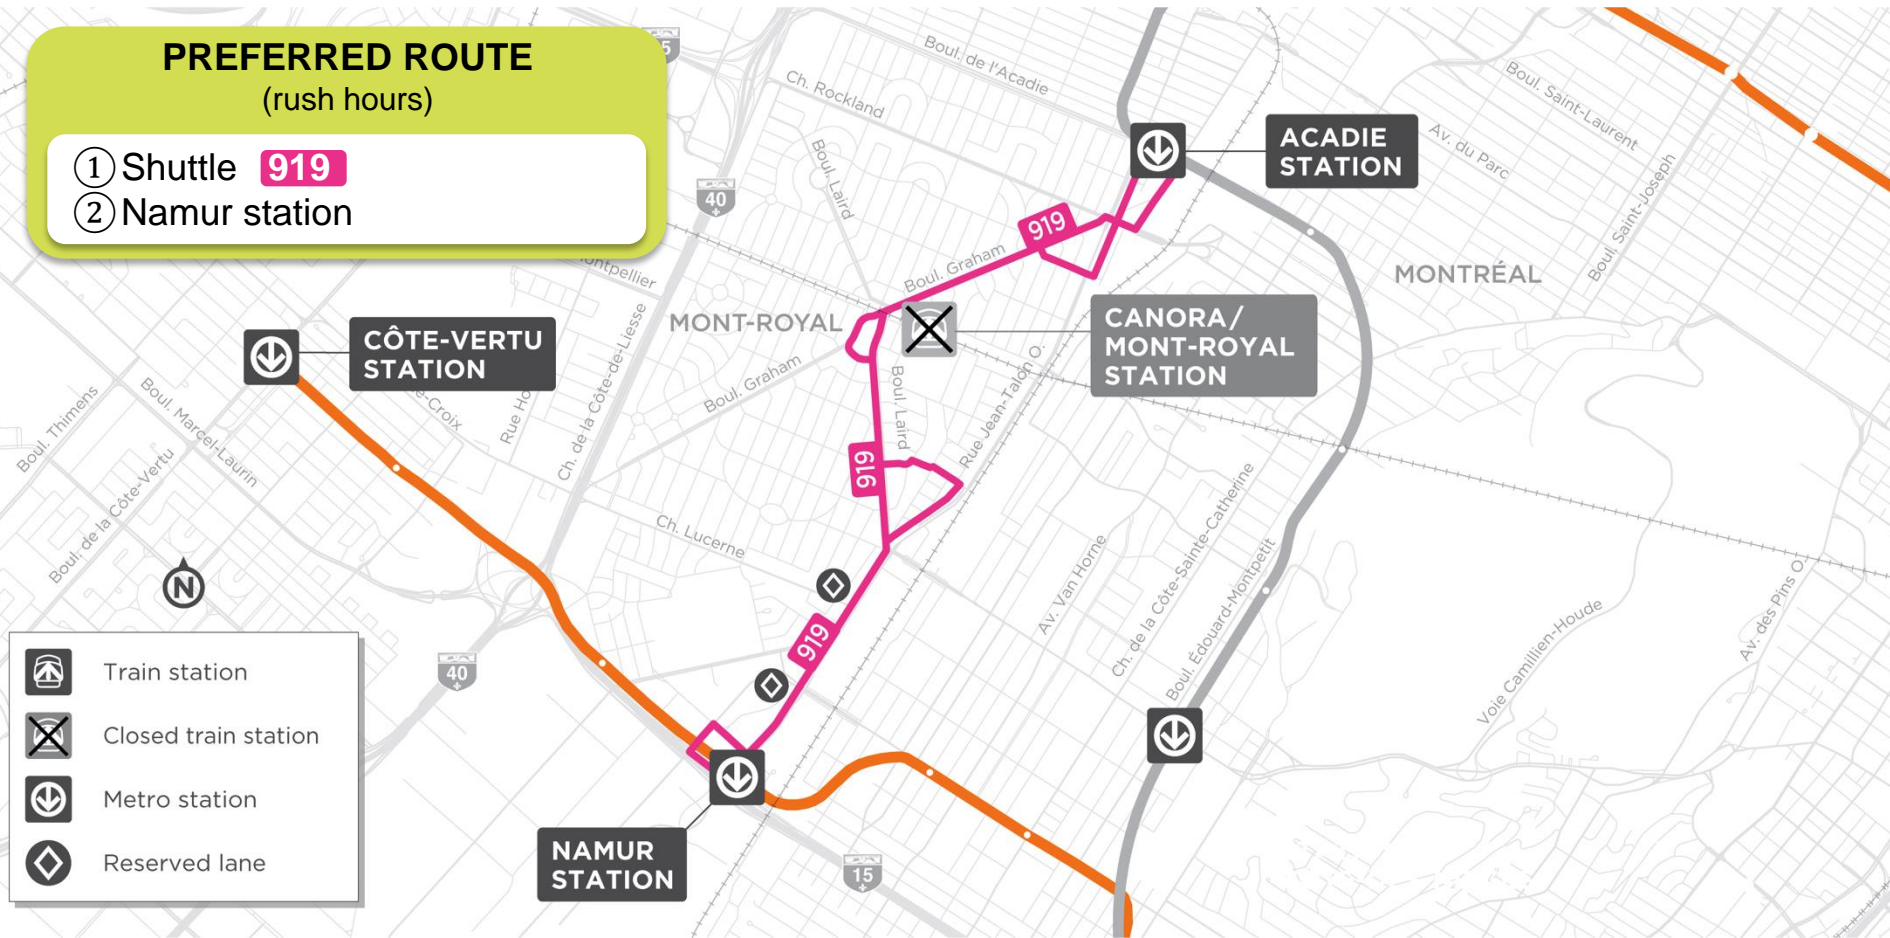 PREFERRED ROUTE
(rush hours)
① Shuttle 919
② Namur station
Boul. de l'Acadie
Ch. Rockland
Boul. Laird
40
ACADIE
STATION
Boul. Saint-Laurent
Av. du Parc
Boul. Saint-Joseph
919
Boul. Graham
MONTRÉAL
MONT-ROYAL
CANORA/
MONT-ROYAL
STATION
CÔTE-VERTU
STATION
Ch. de la Côte-de-Liesse
Boul. Graham
Boul. Laird
Rue Jean-Talon O.
Boul. Thimens
Boul. Marcel-Laurin
Boul. de la Côte-Vertu
e-Croix
Rue Ho
919
Ch. Lucerne
N
Av. Van Horne
Ch. de la Côte-Sainte-Catherine
Boul. Édouard-Montpetit
Voie Camillien-Houde
Av. des Pins O.
919
40
Train station
Closed train station
Metro station
Reserved lane
NAMUR
STATION
15